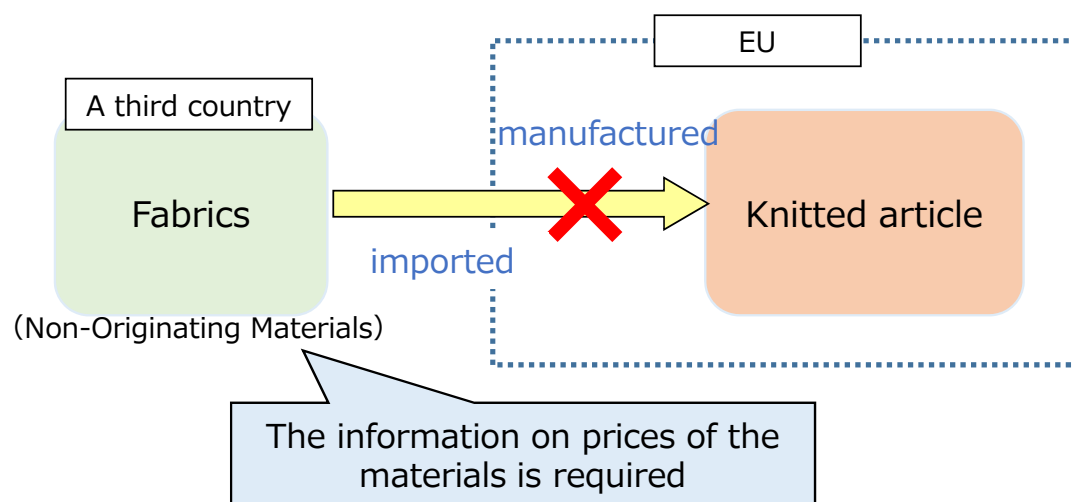 EU
A third country
manufactured
Fabrics
Knitted article
imported
（Non-Originating Materials）
The information on prices of the
materials is required